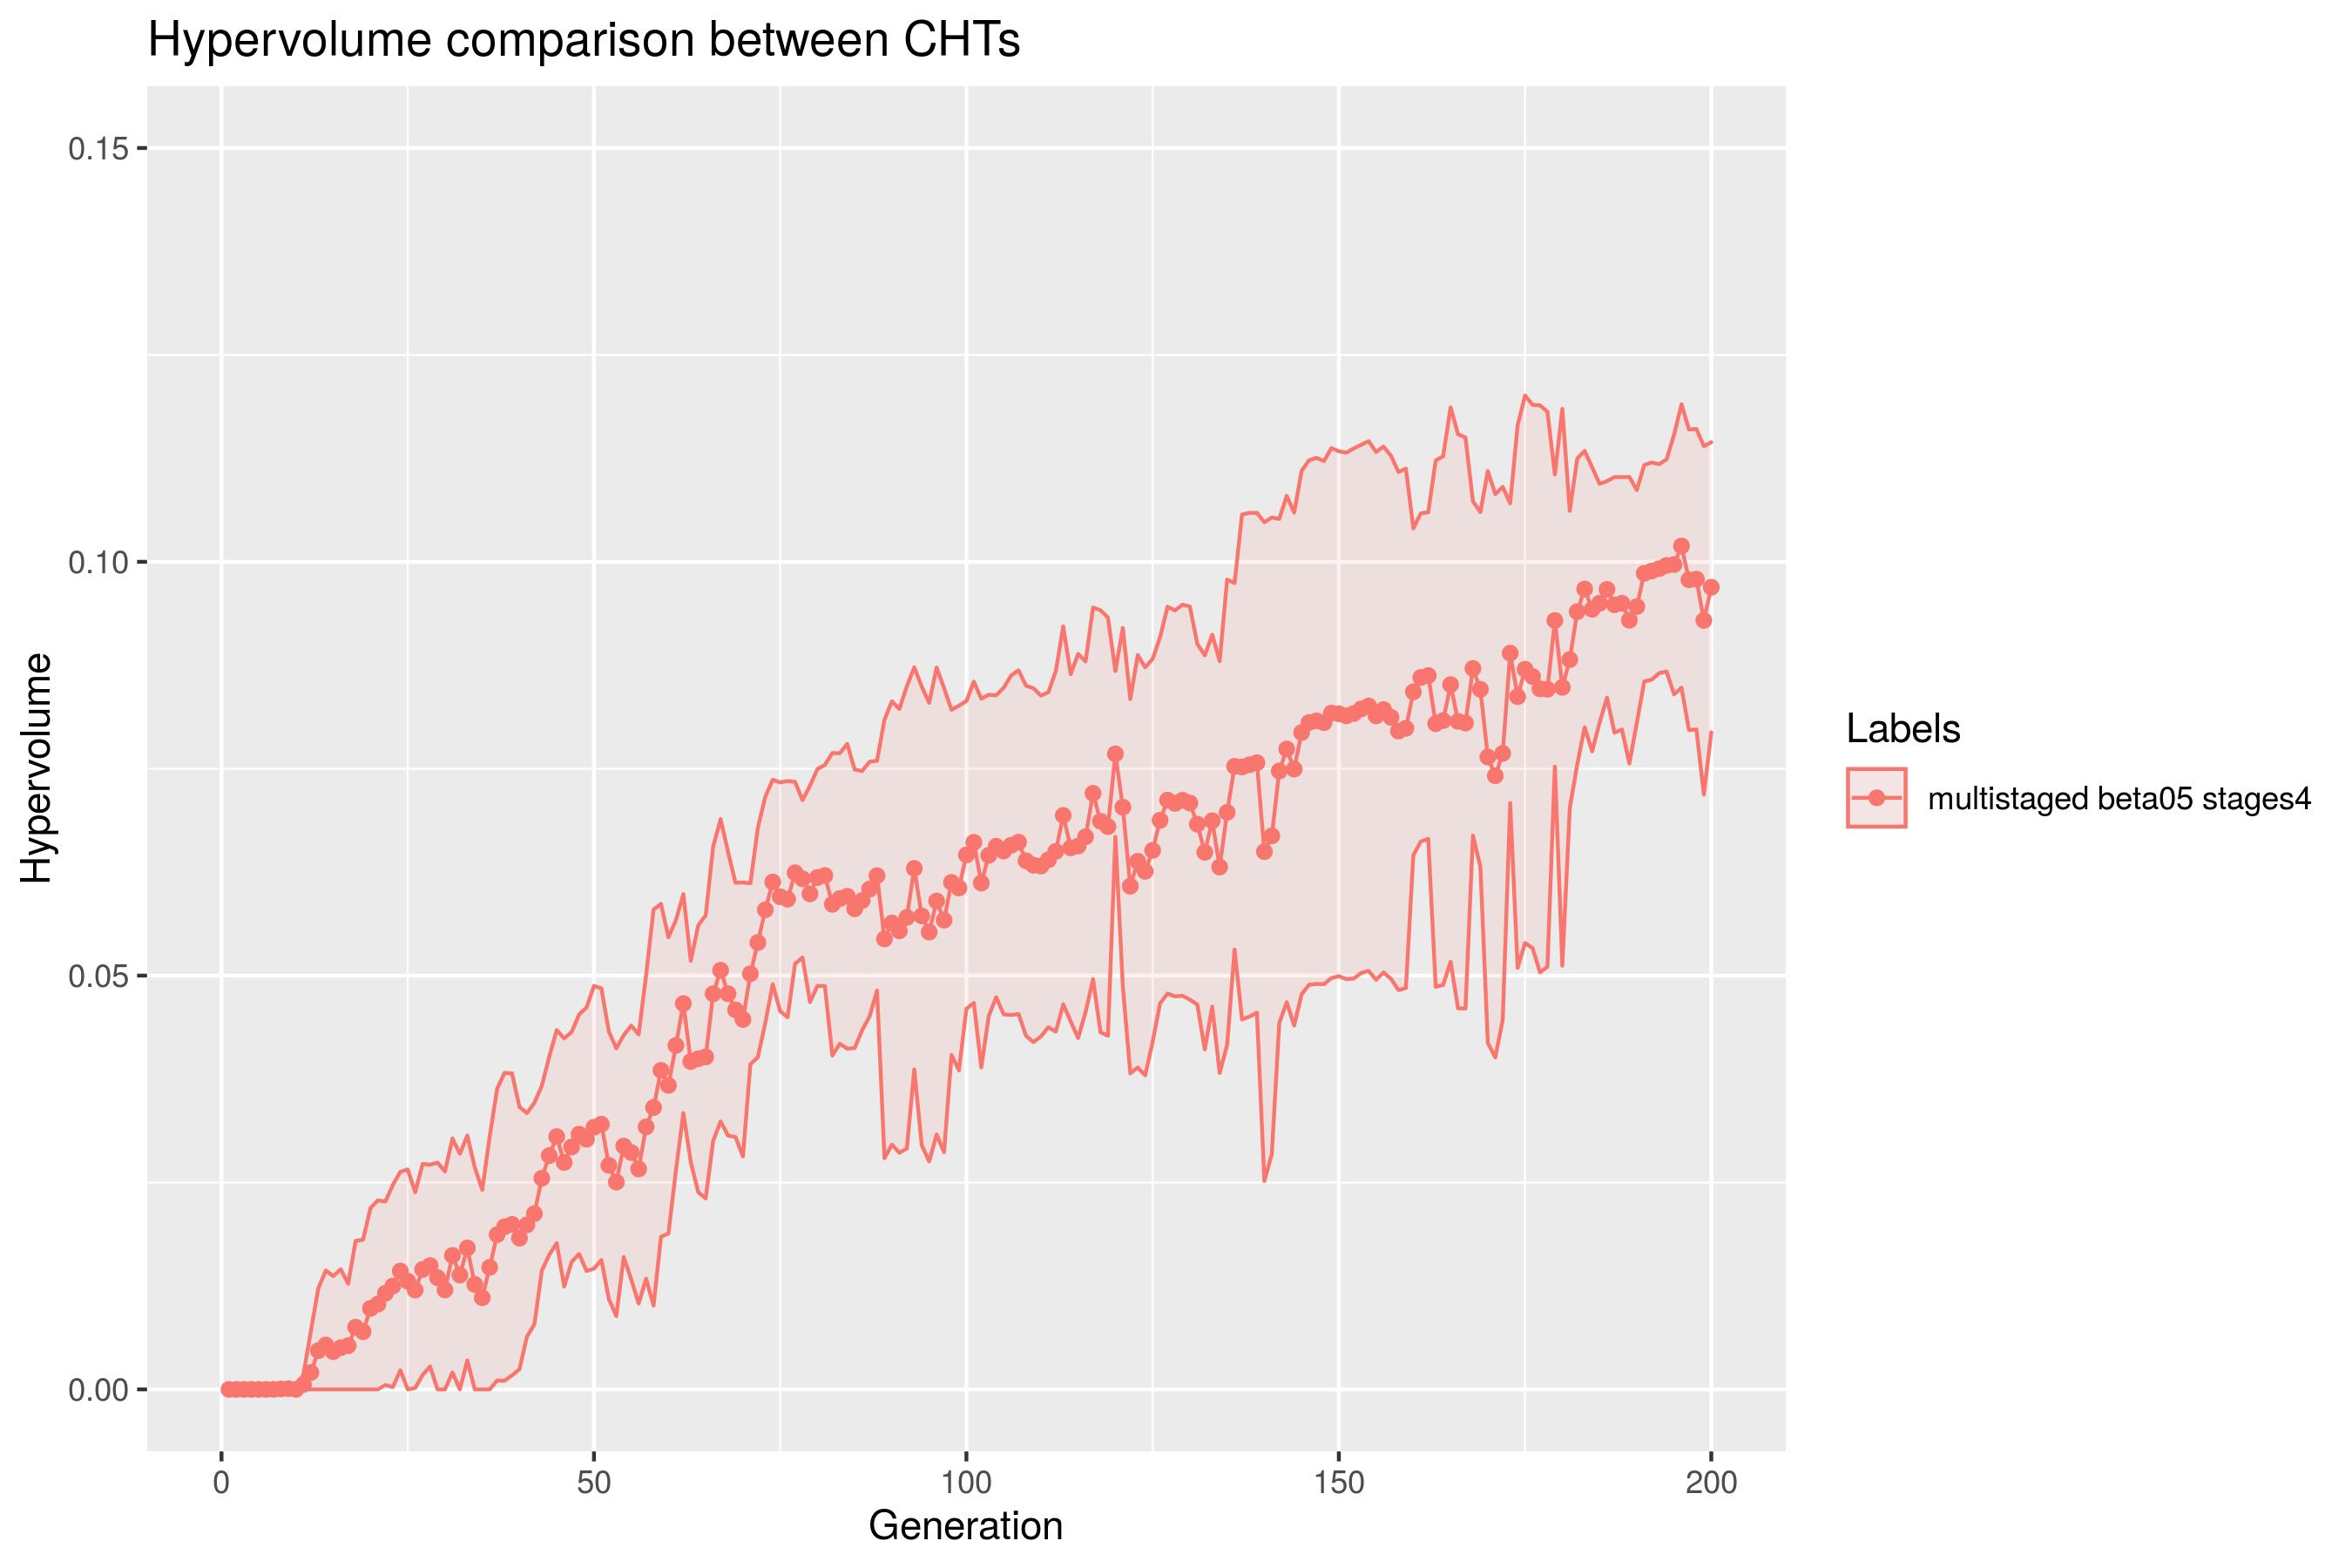 Hypervolume comparison between CHTs
0.15
0.10
0.05
0.00
Hypervolume
0 50 100 150 200
Generation
Labels
multistaged beta05 stages4